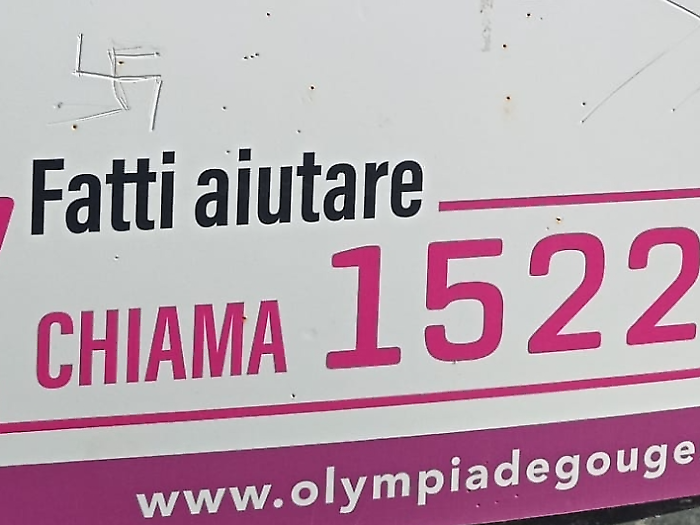 Fatti aiutare
CHIAMA 1522
www.olympiadegouge